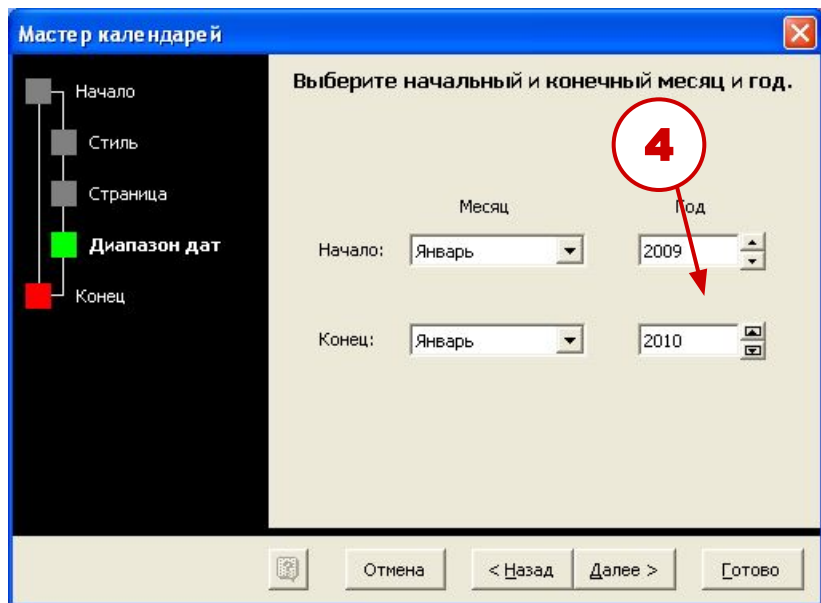 Мастер календарей
Начало
Стиль
Страница
Диапазон дат
Конец
Выберите начальный и конечный месяц и год.
4
Месяц Год
Начало: Январь 2009
Конец: Январь 2010
Отмена < Назад Далее > Готово